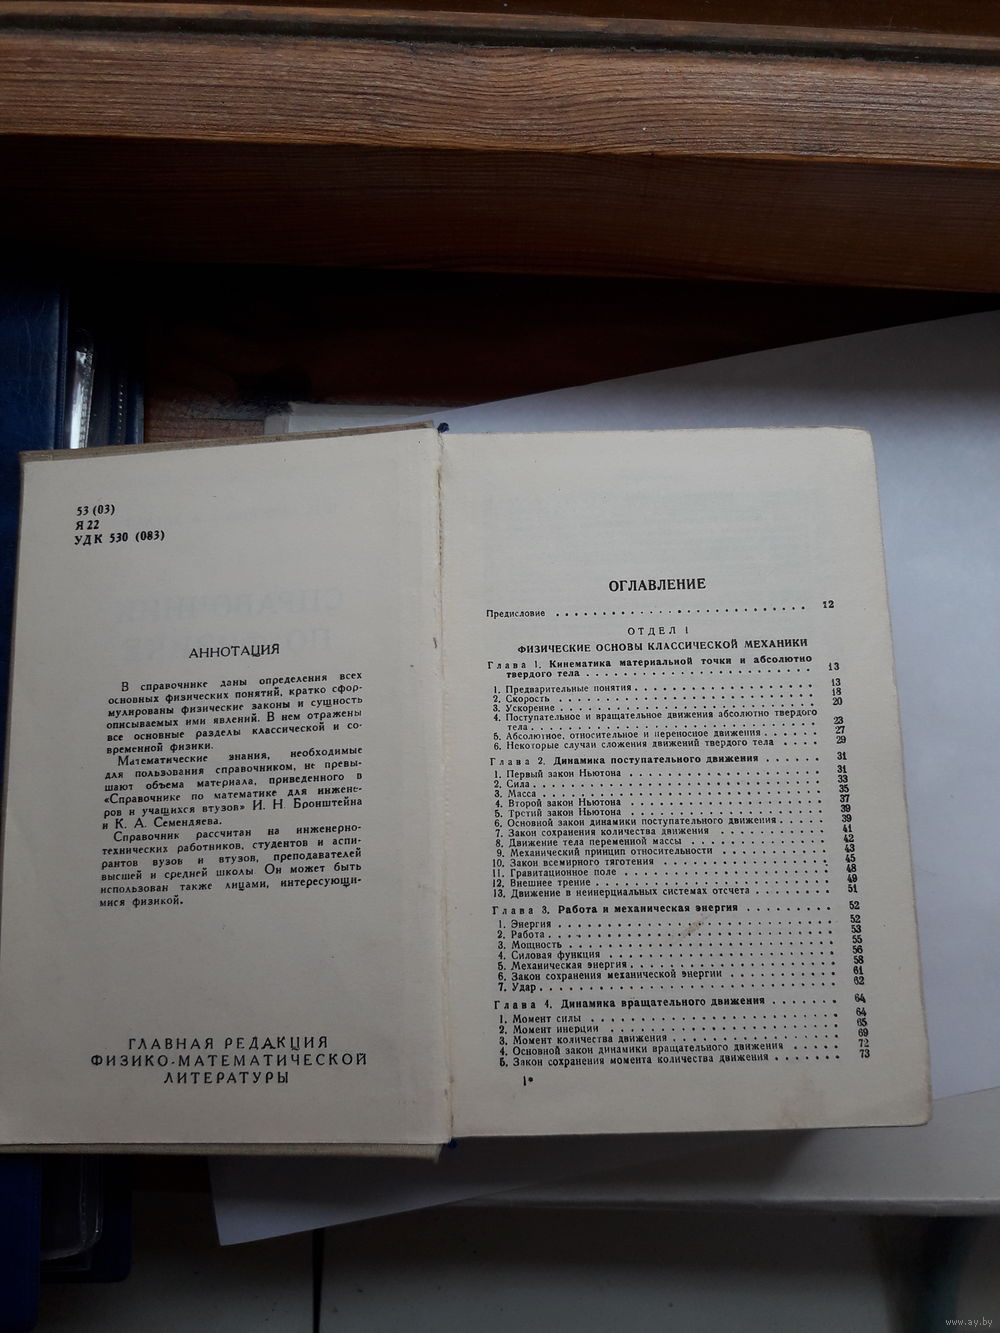 53 (03)
Я 22
УДК 530 (083)
АННОТАЦИЯ
В справочнике даны определения всех
основных физических понятий, кратко сфор-
мулированы физические законы и сущность
описываемых ими явлений. В нем отражены
все основные разделы классической и со-
временной физики.
Математические знания, необходимые
для пользования справочником, не превы-
шают объема материала, приведенного в
«Справочнике по математике для инжене-
ров и учащихся втузов» И. Н. Бронштейна
и К. А. Семендяева.
Справочник рассчитан на инженерно-
технических работников, студентов и аспи-
рантов вузов и втузов, преподавателей
высшей и средней школы. Он может быть
использован также лицами, интересующи-
мися физикой.
ГЛАВНАЯ РЕДАКЦИЯ
ФИЗИКО-МАТЕМАТИЧЕСКОЙ
ЛИТЕРАТУРЫ
ОГЛАВЛЕНИЕ
Предисловие . . . . . . . . . . . . . . . . . . . . 12
ОТДЕЛ I
ФИЗИЧЕСКИЕ ОСНОВЫ КЛАССИЧЕСКОЙ МЕХАНИКИ
Глава 1. Кинематика материальной точки и абсолютно
твердого тела . . . . . . . . . . . . . . . . 13
1. Предварительные понятия . . . . . . . . . . . . 13
2. Скорость . . . . . . . . . . . . . . . . . . 18
3. Ускорение . . . . . . . . . . . . . . . . . . 20
4. Поступательное и вращательное движения абсолютно твердого
тела . . . . . . . . . . . . . . . . . . . . 23
5. Абсолютное, относительное и переносное движения . . . . . . 27
6. Некоторые случаи сложения движений твердого тела . . . . 29
Глава 2. Динамика поступательного движения . . . . . . 31
1. Первый закон Ньютона . . . . . . . . . . . . . 31
2. Сила . . . . . . . . . . . . . . . . . . . . 33
3. Масса . . . . . . . . . . . . . . . . . . . 35
4. Второй закон Ньютона . . . . . . . . . . . . . 37
5. Третий закон Ньютона . . . . . . . . . . . . . 39
6. Основной закон динамики поступательного движения . . . . . 39
7. Закон сохранения количества движения . . . . . . . . 41
8. Движение тела переменной массы . . . . . . . . . . 42
9. Механический принцип относительности . . . . . . . . 43
10. Закон всемирного тяготения . . . . . . . . . . . 45
11. Гравитационное поле . . . . . . . . . . . . . 48
12. Внешнее трение . . . . . . . . . . . . . . . 49
13. Движение в неинерциальных системах отсчета . . . . . . 51
Глава 3. Работа и механическая энергия . . . . . . . . 52
1. Энергия . . . . . . . . . . . . . . . . . . 52
2. Работа . . . . . . . . . . . . . . . . . . . 53
3. Мощность . . . . . . . . . . . . . . . . . . 55
4. Силовая функция . . . . . . . . . . . . . . . 56
5. Механическая энергия . . . . . . . . . . . . . . 58
6. Закон сохранения механической энергии . . . . . . . . 61
7. Удар . . . . . . . . . . . . . . . . . . . . 62
Глава 4. Динамика вращательного движения . . . . . . . 64
1. Момент силы . . . . . . . . . . . . . . . . . 64
2. Момент инерции . . . . . . . . . . . . . . . . 65
3. Момент количества движения . . . . . . . . . . . . 69
4. Основной закон динамики вращательного движения . . . . . 72
5. Закон сохранения момента количества движения . . . . . . 73
1*
www.ay.by